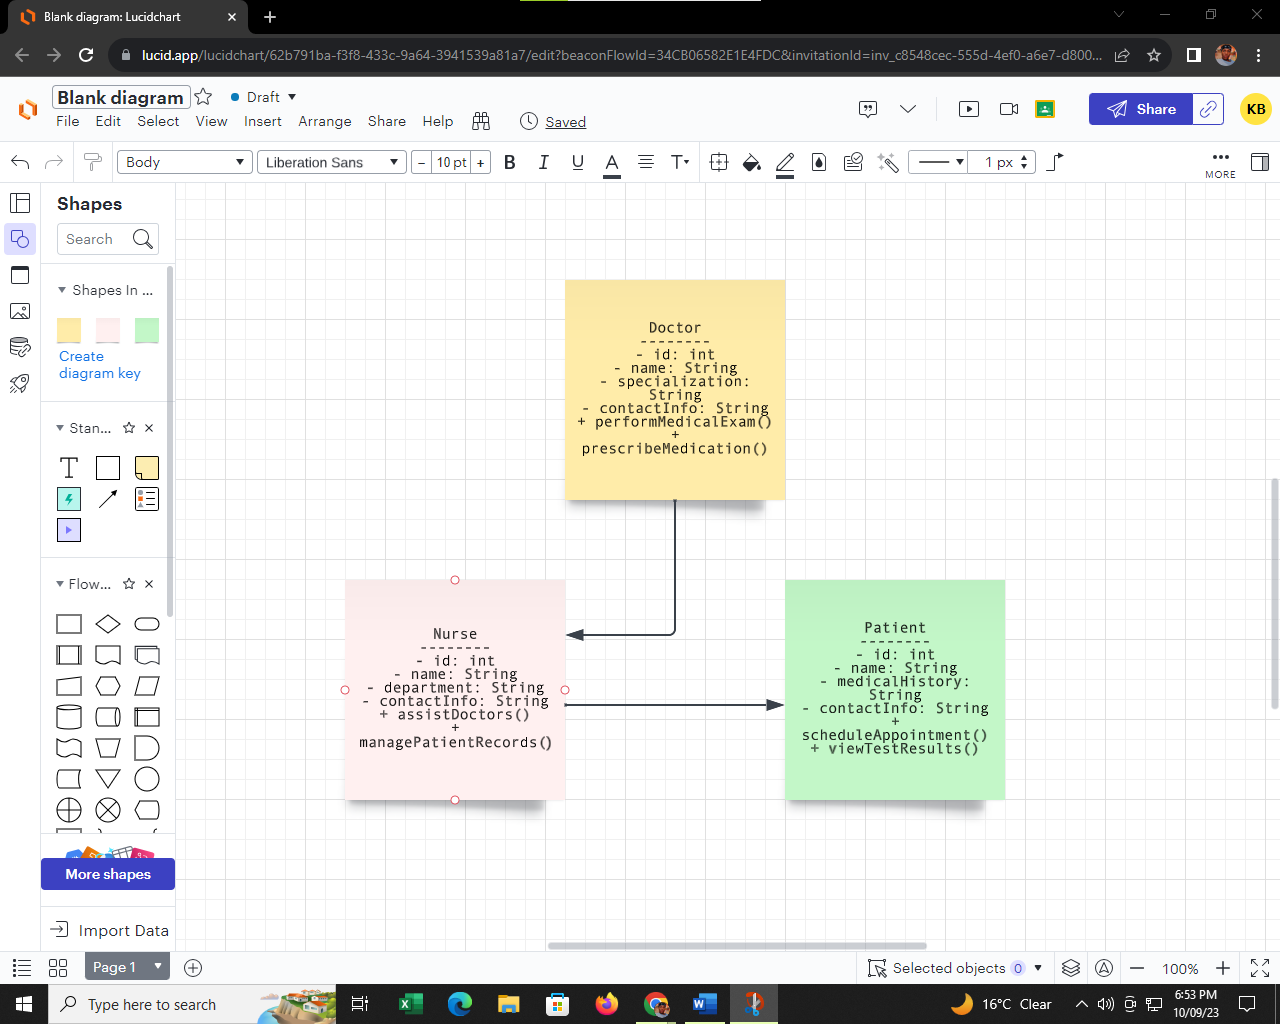 Blank diagram: Lucidchart
lucid.app/lucidchart/62b791ba-f3f8-433c-9a64-3941539a81a7/edit?beaconFlowId=34CB06582E1E4FDC&invitationId=inv_c8548cec-555d-4ef0-a6e7-d800...
Blank diagram
Draft
File Edit Select View Insert Arrange Share Help Saved
Share
KB
Body
Liberation Sans
- 10 pt +
B I U A T
1 px
MORE
Shapes
Search
Shapes In ...
Create
diagram key
Stan...
T
Flow...
More shapes
Import Data
Doctor
--------
- id: int
- name: String
- specialization:
String
- contactInfo: String
+ performMedicalExam()
+
prescribeMedication()
Nurse
--------
- id: int
- name: String
- department: String
- contactInfo: String
+ assistDoctors()
+
managePatientRecords()
Patient
--------
- id: int
- name: String
- medicalHistory:
String
- contactInfo: String
+
scheduleAppointment()
+ viewTestResults()
Page 1
Selected objects 0
100%
Type here to search
16°C Clear
6:53 PM
10/09/23